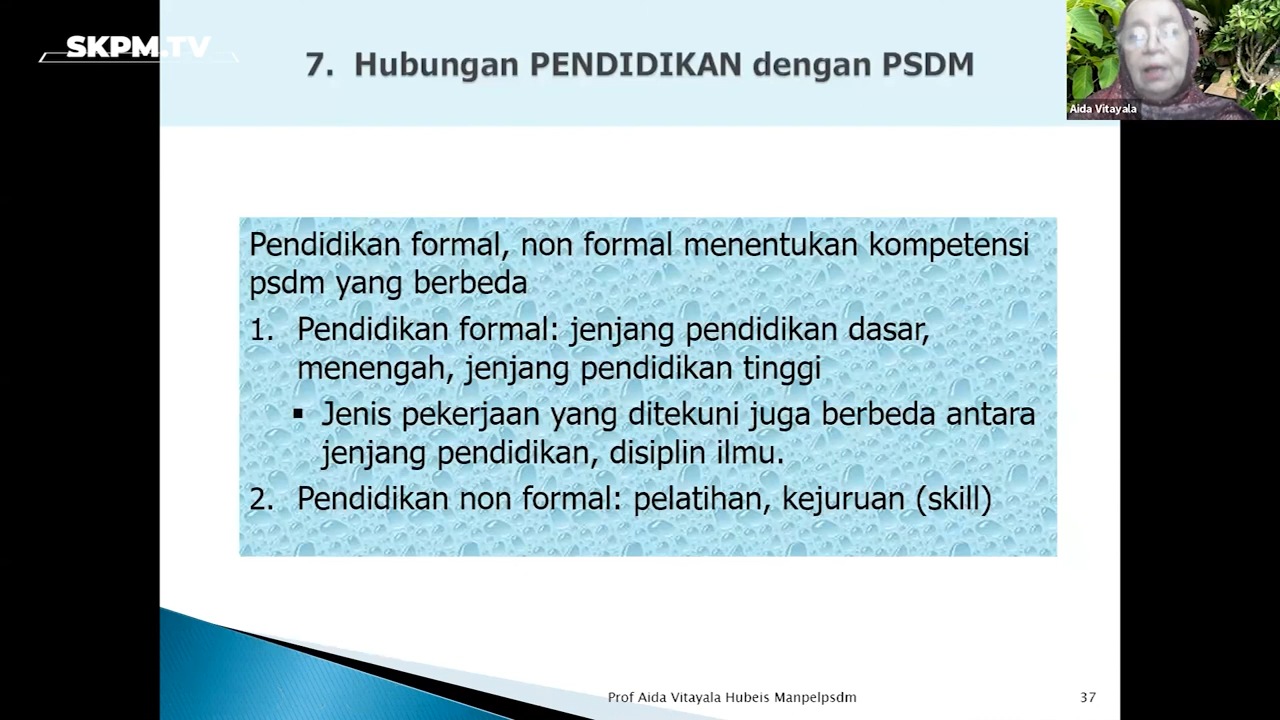 SKPM.TV
7. Hubungan PENDIDIKAN dengan PSDM
Aida Vitayala
Pendidikan formal, non formal menentukan kompetensi
psdm yang berbeda
1. Pendidikan formal: jenjang pendidikan dasar,
menengah, jenjang pendidikan tinggi
▪ Jenis pekerjaan yang ditekuni juga berbeda antara
jenjang pendidikan, disiplin ilmu.
2. Pendidikan non formal: pelatihan, kejuruan (skill)
Prof Aida Vitayala Hubeis Manpelpsdm
37